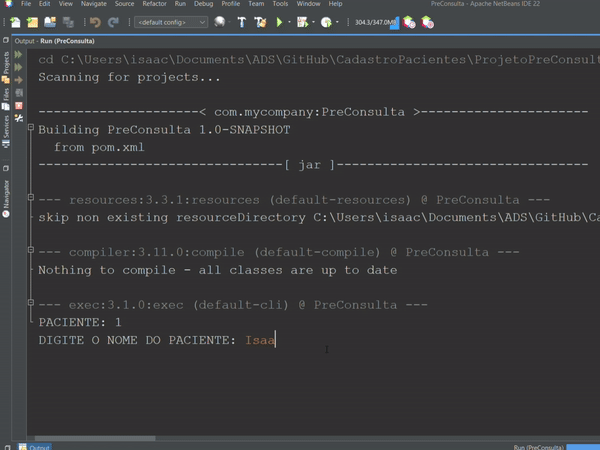 File Edit View Navigate Source Refactor Run Debug Profile Team Tools Window Help
PreConsulta - Apache NetBeans IDE 22
<default config>
304.3/347.0MB
Output - Run (PreConsulta)
Projects
Files
Services
Navigator
cd C:\Users\isaac\Documents\ADS\GitHub\CadastroPacientes\ProjetoPreConsult
Scanning for projects...
---------------------< com.mycompany:PreConsulta >----------------------
Building PreConsulta 1.0-SNAPSHOT
from pom.xml
--------------------------------[ jar ]---------------------------------
--- resources:3.3.1:resources (default-resources) @ PreConsulta ---
skip non existing resourceDirectory C:\Users\isaac\Documents\ADS\GitHub\Ca
--- compiler:3.11.0:compile (default-compile) @ PreConsulta ---
Nothing to compile - all classes are up to date
--- exec:3.1.0:exec (default-cli) @ PreConsulta ---
PACIENTE: 1
DIGITE O NOME DO PACIENTE: Isaa
Output
Run (PreConsulta)